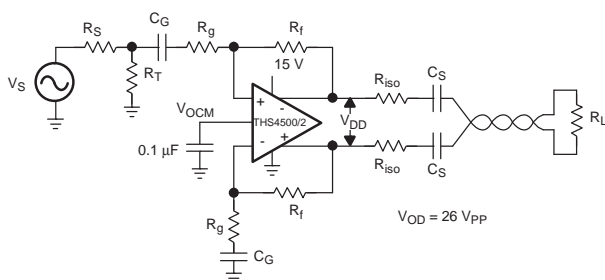 C_G
R_S
R_g
R_f
15 V
R_T
V_S
R_iso
C_S
V_OCM
+
-
THS4500/2
V_DD
R_L
0.1 μF
-
+
R_iso
C_S
R_f
R_g
C_G
V_OD = 26 V_PP